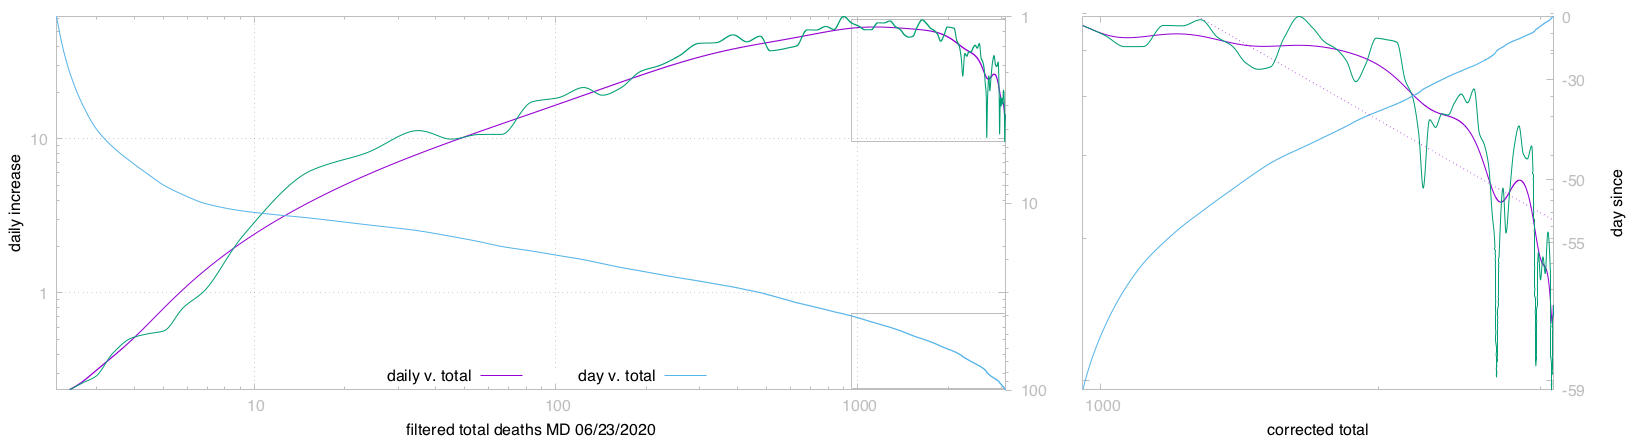 daily increase
10
1
daily v. total
day v. total
10
100
1000
filtered total deaths MD 06/23/2020
1
10
100
1000
corrected total
0
-30
-50
-55
-59
day since